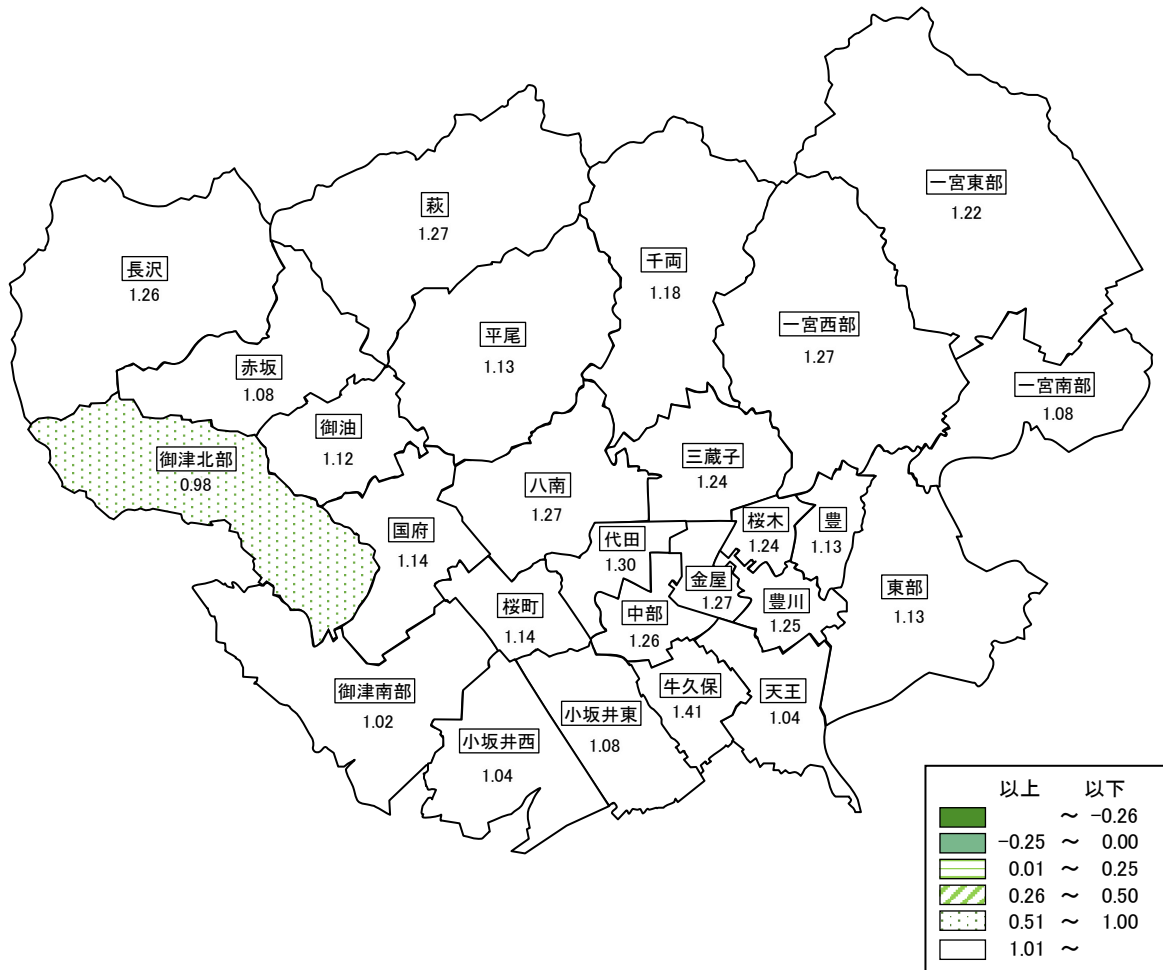 一宮東部
1.22
萩
1.27
千両
1.18
長沢
1.26
一宮西部
1.27
平尾
1.13
赤坂
1.08
一宮南部
1.08
御油
1.12
御津北部
0.98
三蔵子
1.24
八南
1.27
国府
1.14
代田
1.30
桜木
1.24
豊
1.13
金屋
1.27
東部
1.13
桜町
1.14
中部
1.26
豊川
1.25
御津南部
1.02
牛久保
1.41
天王
1.04
小坂井東
1.08
小坂井西
1.04
以上 以下
～ -0.26
-0.25 ～ 0.00
0.01 ～ 0.25
0.26 ～ 0.50
0.51 ～ 1.00
1.01 ～